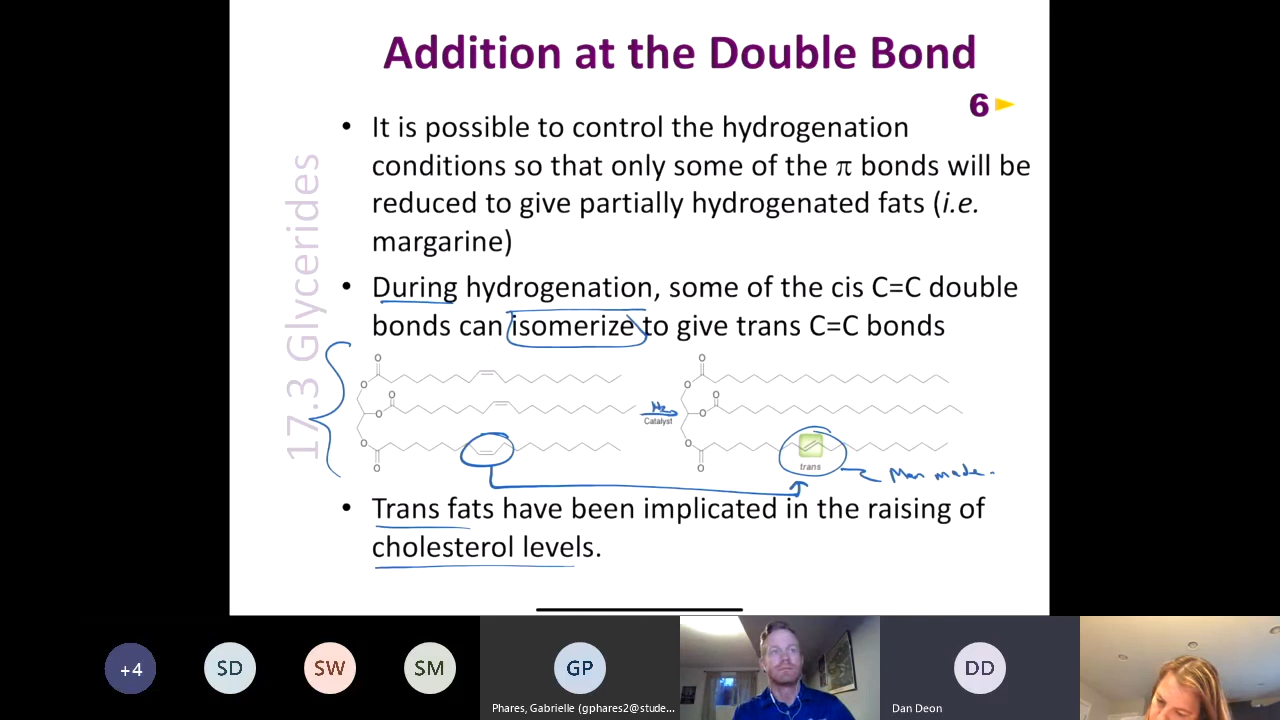 Addition at the Double Bond
6
• It is possible to control the hydrogenation
conditions so that only some of the π bonds will be
reduced to give partially hydrogenated fats (i.e.
margarine)
• During hydrogenation, some of the cis C=C double
bonds can isomerize to give trans C=C bonds
17.3 Glycerides
O
O
O
O
O
O
H₂
Catalyst
O
O
O
O
O
O
trans
Man made.
• Trans fats have been implicated in the raising of
cholesterol levels.
+4
SD
SW
SM
GP
DD
Phares, Gabrielle (gphares2@stude...
Dan Deon